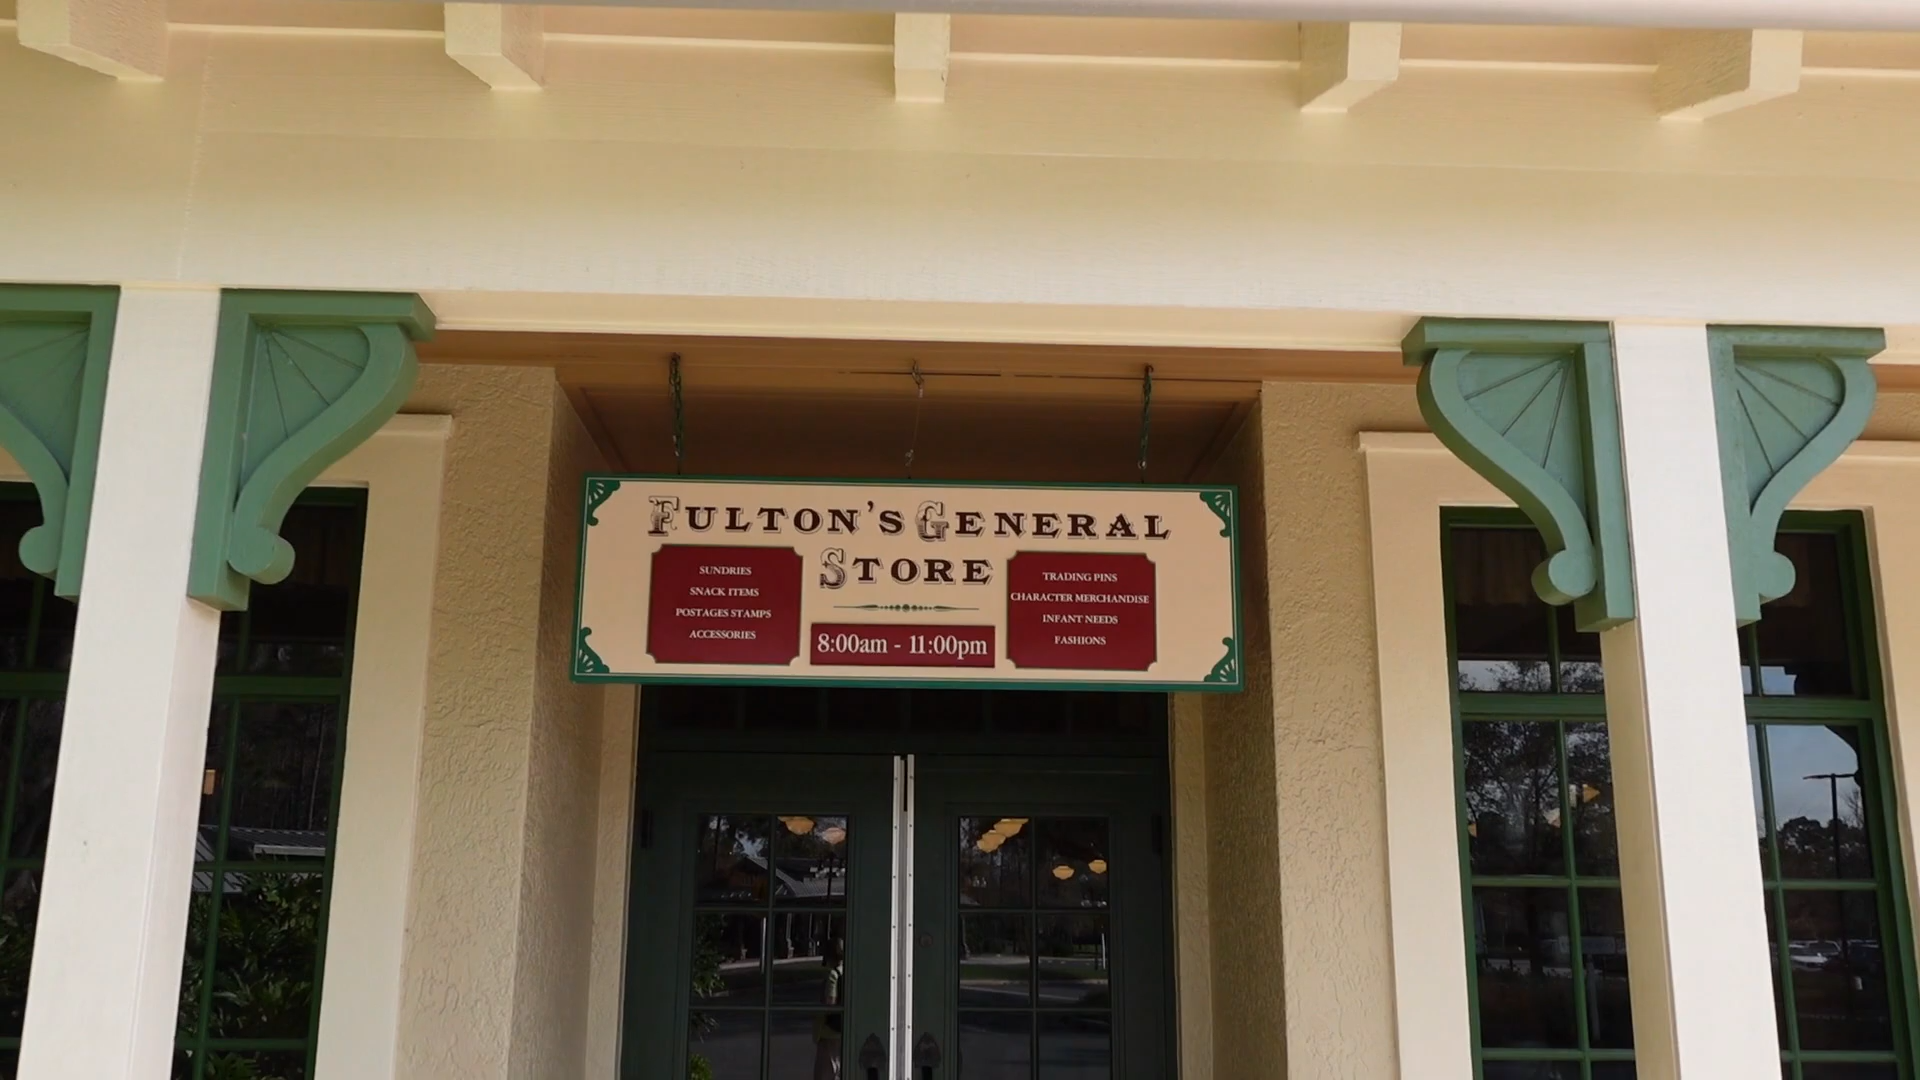 FULTON'S GENERAL
STORE
SUNDRIES
SNACK ITEMS
POSTAGES STAMPS
ACCESSORIES
8:00am - 11:00pm
TRADING PINS
CHARACTER MERCHANDISE
INFANT NEEDS
FASHIONS